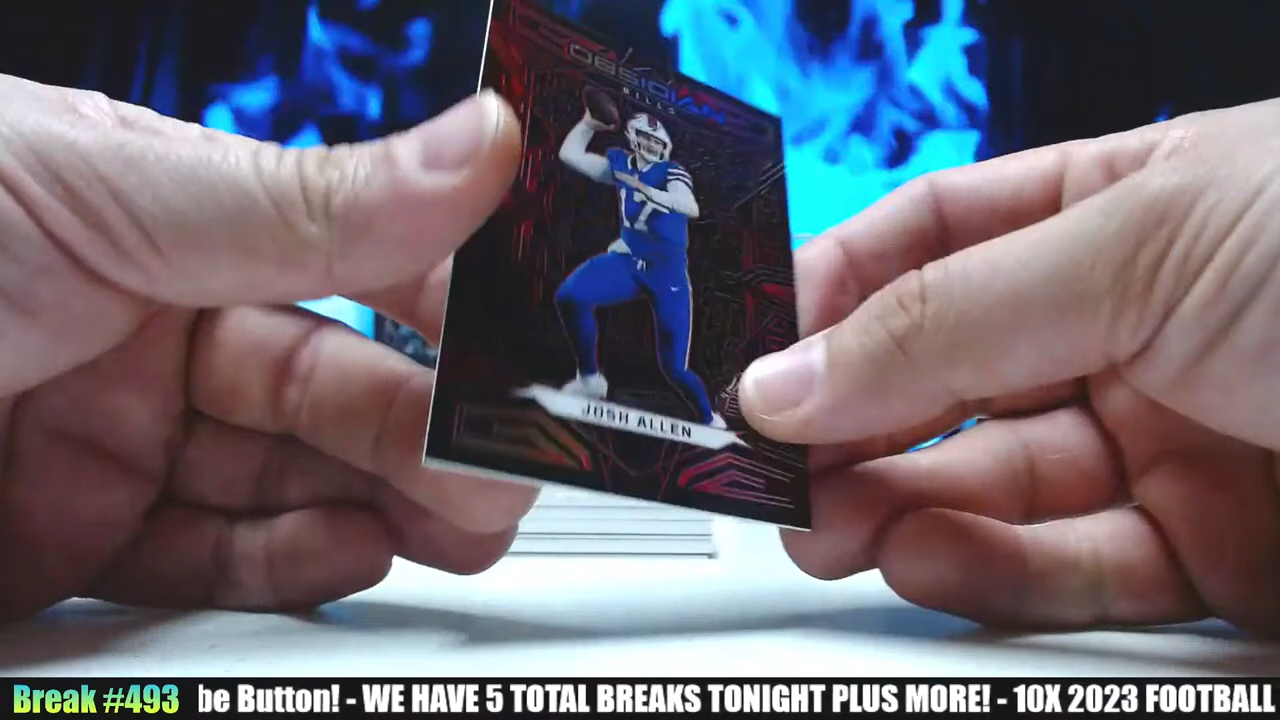 OBSIDIAN
BILLS
17
JOSH ALLEN
Break #493
be Button! - WE HAVE 5 TOTAL BREAKS TONIGHT PLUS MORE! - 10X 2023 FOOTBALL